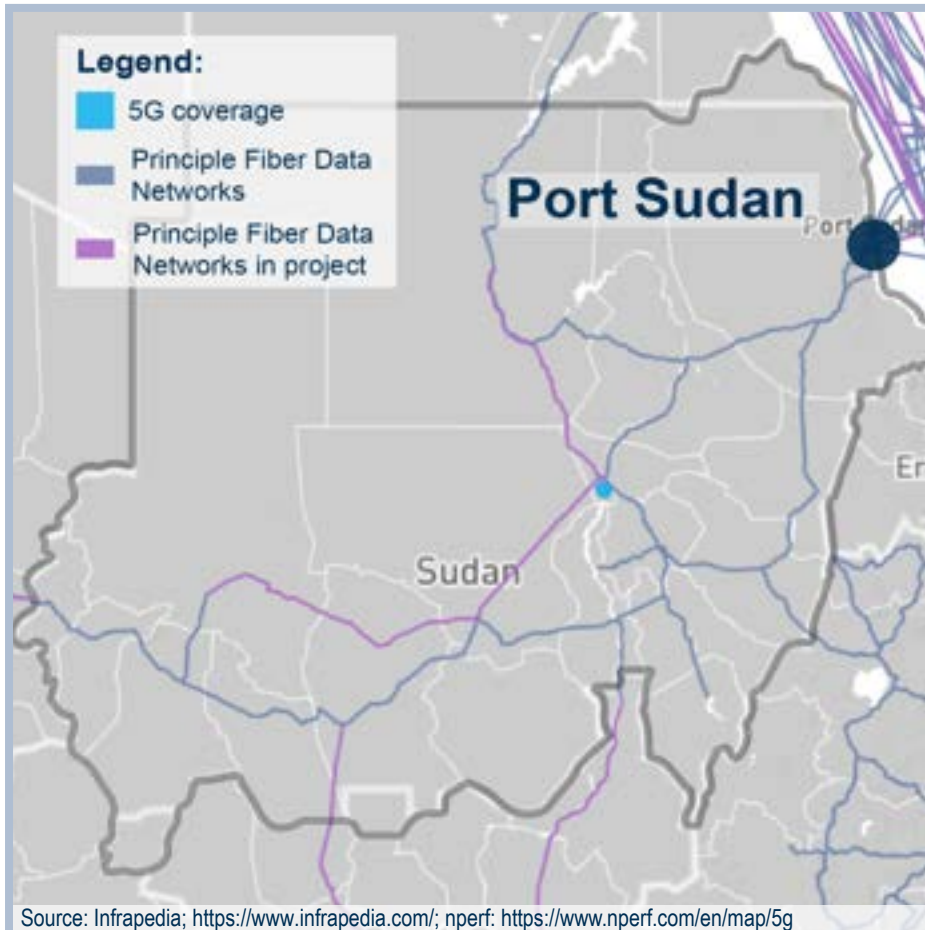 Legend:
5G coverage
Principle Fiber Data
Networks
Principle Fiber Data
Networks in project
Port Sudan
Sudan
Er
Source: Infrapedia; https://www.infrapedia.com/; nperf: https://www.nperf.com/en/map/5g